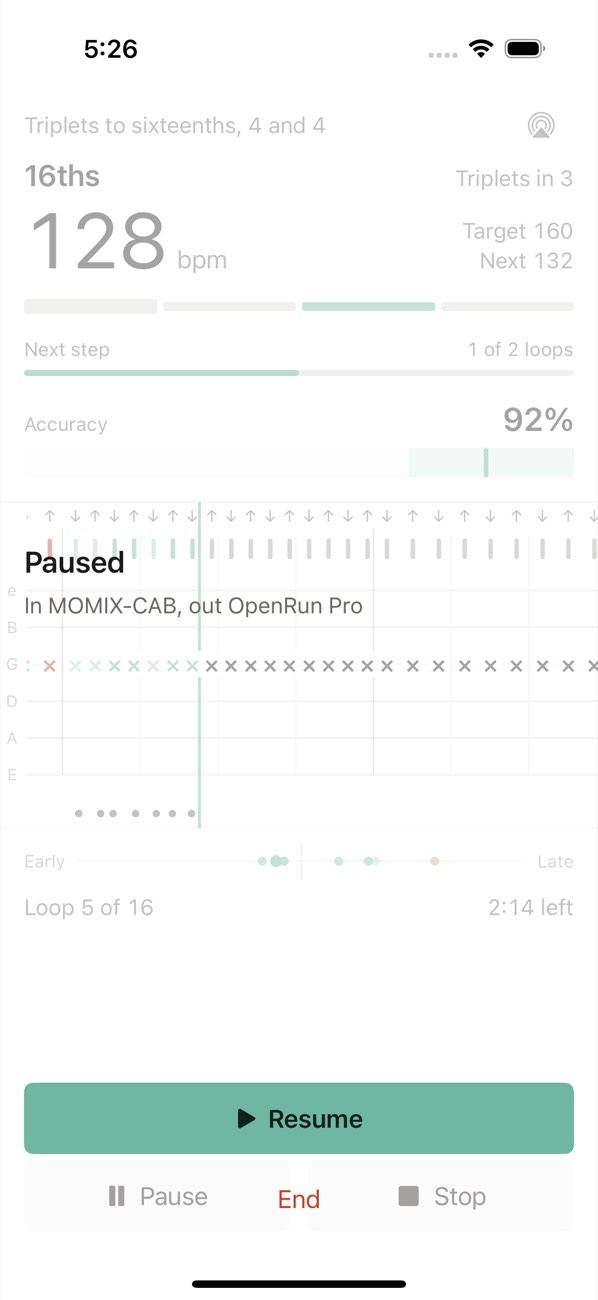 5:26
Triplets to sixteenths, 4 and 4
16ths
Triplets in 3
128 bpm
Target 160
Next 132
Next step
1 of 2 loops
Accuracy
92%
Paused
In MOMIX-CAB, out OpenRun Pro
e
B
G
D
A
E
Early
Late
Loop 5 of 16
2:14 left
Resume
Pause
End
Stop